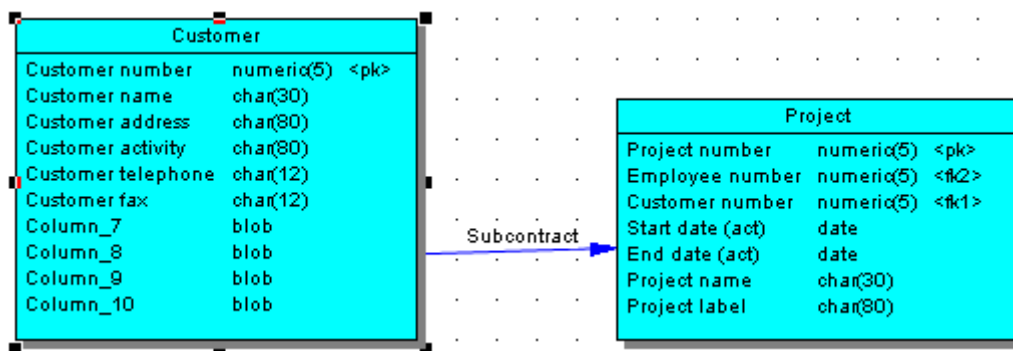 Customer
Customer number numeric(5) <pk>
Customer name char(30)
Customer address char(80)
Customer activity char(80)
Customer telephone char(12)
Customer fax char(12)
Column_7 blob
Column_8 blob
Column_9 blob
Column_10 blob
Subcontract
Project
Project number numeric(5) <pk>
Employee number numeric(5) <fk2>
Customer number numeric(5) <fk1>
Start date (act) date
End date (act) date
Project name char(30)
Project label char(80)